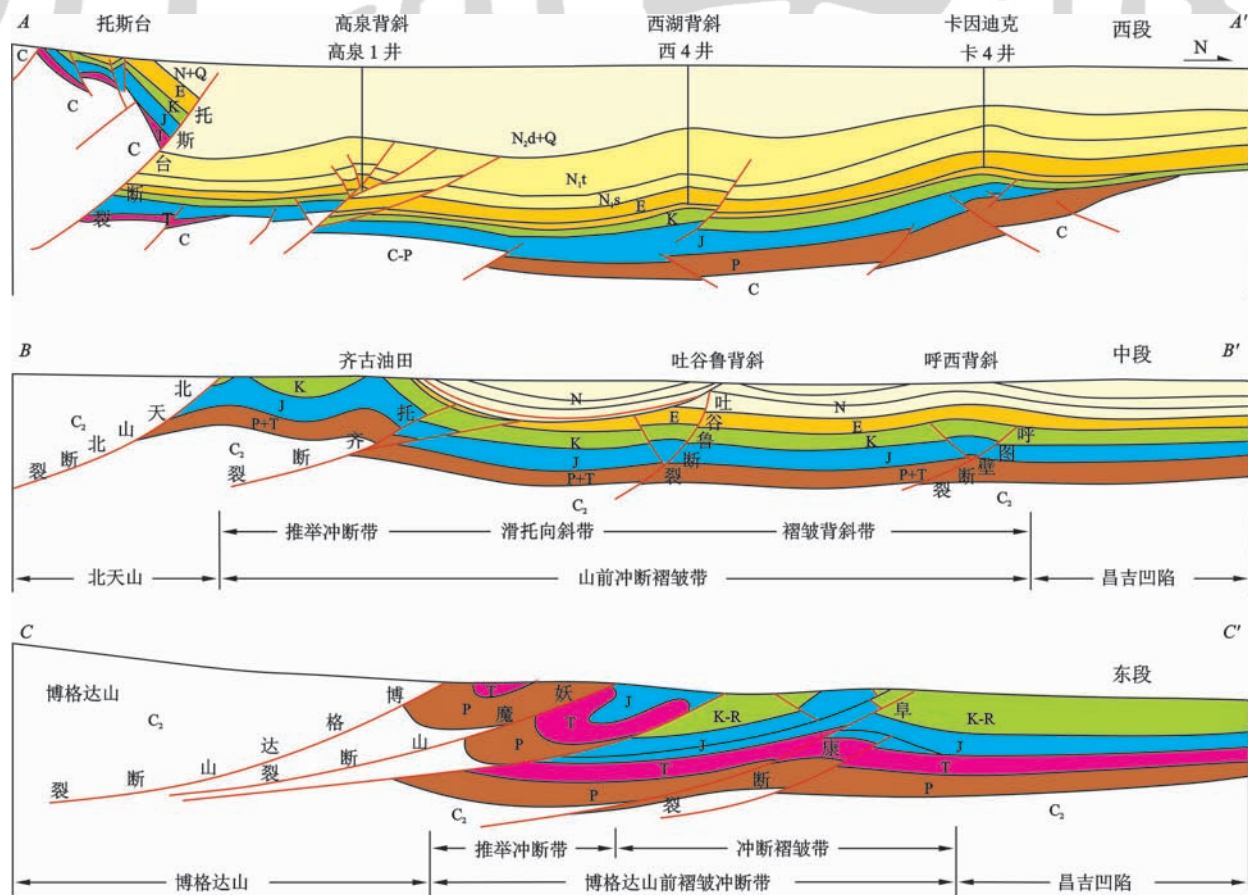 A 托斯台 高泉背斜 西湖背斜 卡因迪克 西段 A′
高泉1井 西4井 卡4井 N
C N+Q E K J T C C
托斯台断裂
N₂d+Q
N₁t
N₁s
E K J P
T C C-P C C
B 齐古油田 吐谷鲁背斜 呼西背斜 中段 B′
北天山北断裂
C₂ K J P+T C₂
齐古断裂
托
N E K J P+T C₂
吐谷鲁断裂
N E K J P+T C₂
呼图壁断裂
推举冲断带 滑托向斜带 褶皱背斜带
北天山 山前冲断褶皱带 昌吉凹陷
C 东段 C′
博格达山 C₂
博格达山断裂
妖魔山断裂
T P T J P K-R J T P C₂
阜康断裂
K-R J T P C₂
推举冲断带 冲断褶皱带
博格达山 博格达山前褶皱冲断带 昌吉凹陷